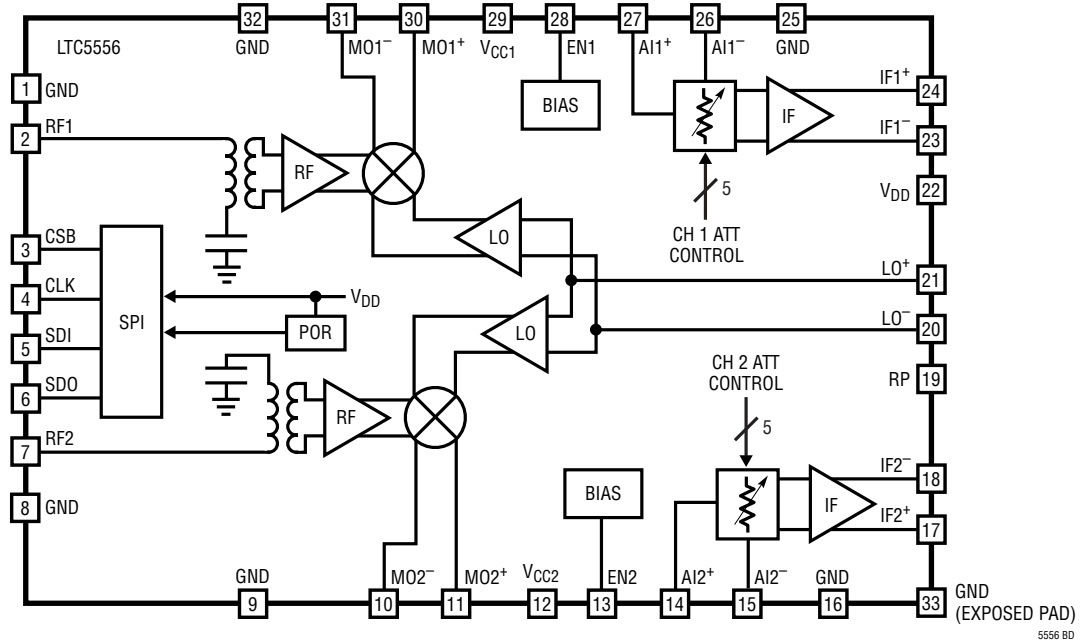 32 31 30 29 28 27 26 25
LTC5556
GND MO1⁻ MO1⁺ VCC1 EN1 AI1⁺ AI1⁻ GND
1 GND
BIAS
IF1⁺ 24
2 RF1
RF
IF
IF1⁻ 23
5
VDD 22
3 CSB
LO
CH 1 ATT
CONTROL
LO⁺ 21
4 CLK
VDD
SPI
POR
LO
LO⁻ 20
5 SDI
CH 2 ATT
CONTROL
RP 19
6 SDO
RF
5
7 RF2
IF2⁻ 18
BIAS
IF
8 GND
IF2⁺ 17
GND MO2⁻ MO2⁺ VCC2 EN2 AI2⁺ AI2⁻ GND
9 10 11 12 13 14 15 16
33 GND
(EXPOSED PAD)
5556 BD